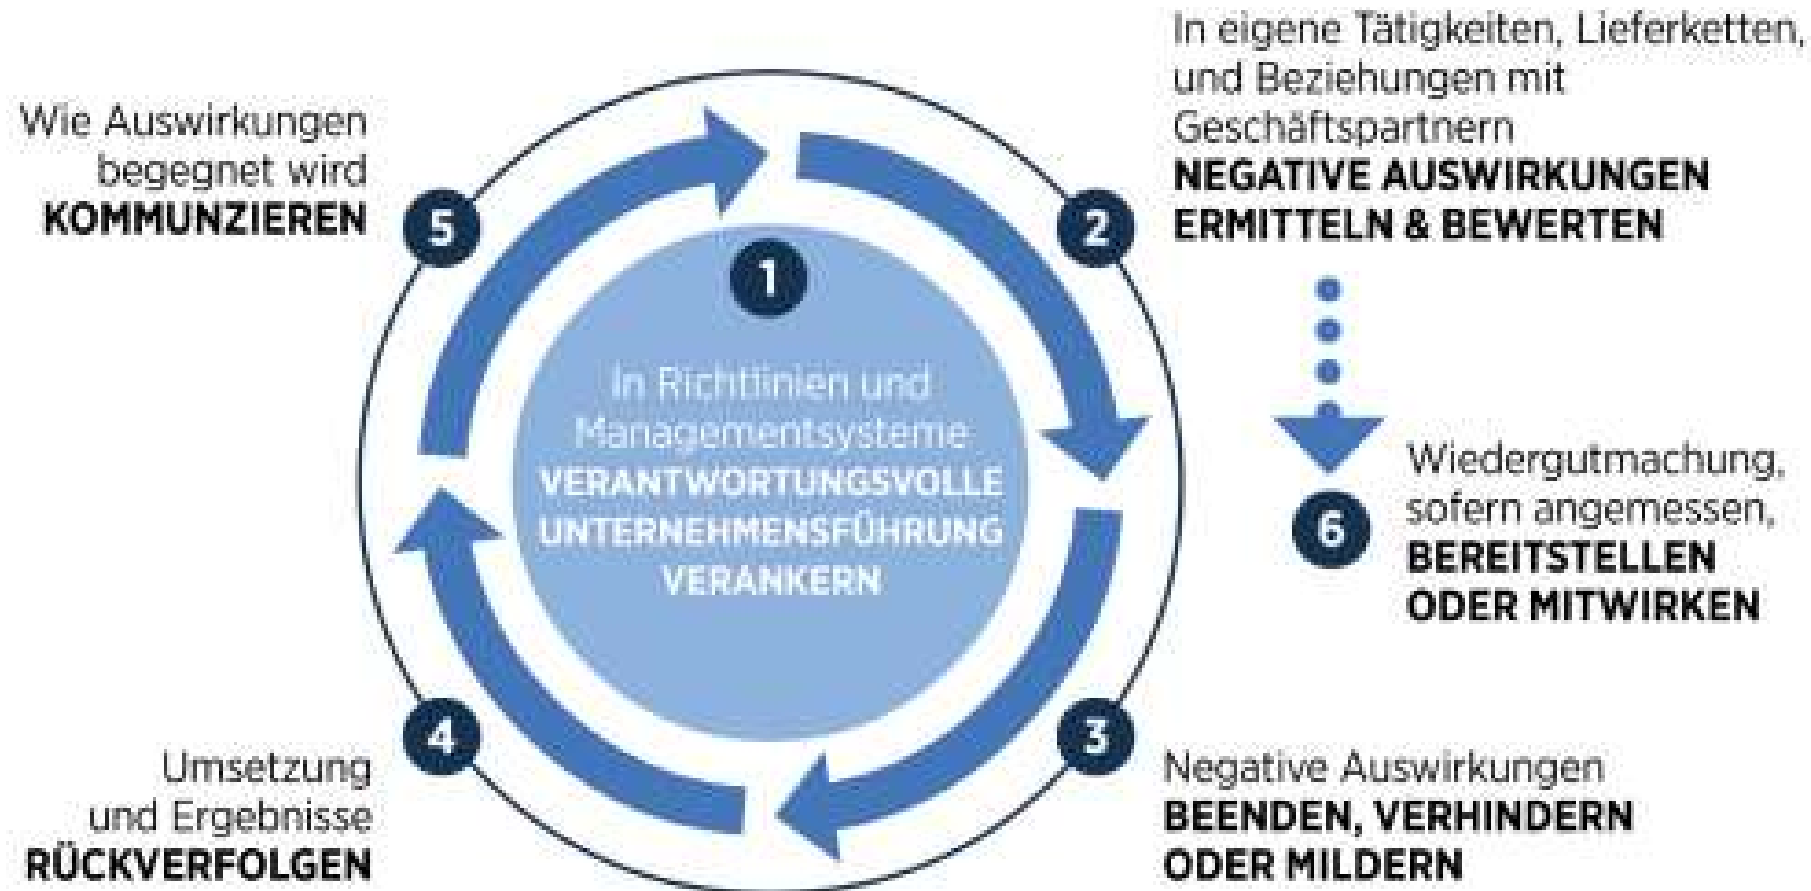 In eigene Tätigkeiten, Lieferketten,
und Beziehungen mit
Geschäftspartnern
NEGATIVE AUSWIRKUNGEN
ERMITTELN & BEWERTEN
Wie Auswirkungen
begegnet wird
KOMMUNZIEREN
5
2
1
In Richtlinien und
Managementsysteme
VERANTWORTUNGSVOLLE
UNTERNEHMENSFÜHRUNG
VERANKERN
6
Wiedergutmachung,
sofern angemessen,
BEREITSTELLEN
ODER MITWIRKEN
4
3
Umsetzung
und Ergebnisse
RÜCKVERFOLGEN
Negative Auswirkungen
BEENDEN, VERHINDERN
ODER MILDERN